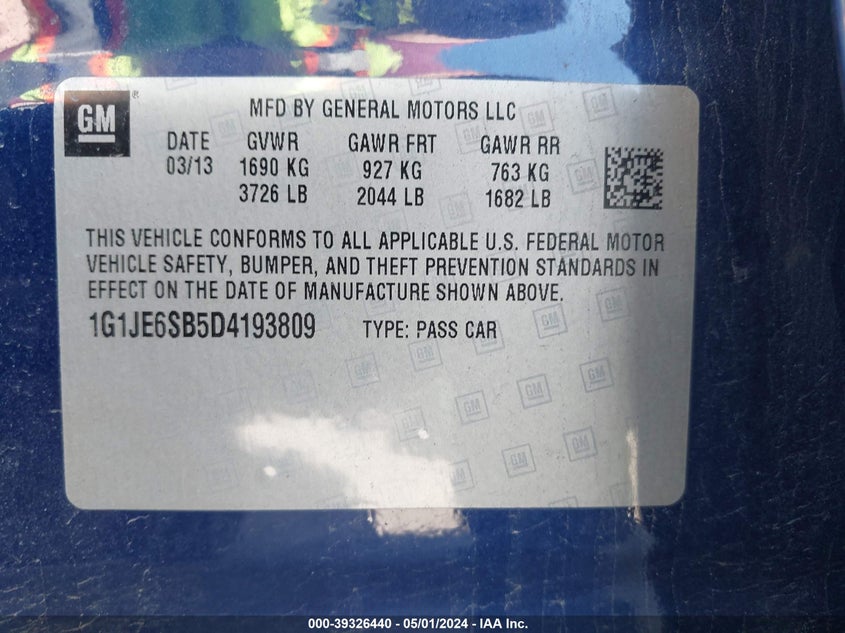 GM ®
MFD BY GENERAL MOTORS LLC
DATE GVWR GAWR FRT GAWR RR
03/13 1690 KG 927 KG 763 KG
3726 LB 2044 LB 1682 LB
THIS VEHICLE CONFORMS TO ALL APPLICABLE U.S. FEDERAL MOTOR
VEHICLE SAFETY, BUMPER, AND THEFT PREVENTION STANDARDS IN
EFFECT ON THE DATE OF MANUFACTURE SHOWN ABOVE.
1G1JE6SB5D4193809 TYPE: PASS CAR
000-39326440 - 05/01/2024 - IAA Inc.